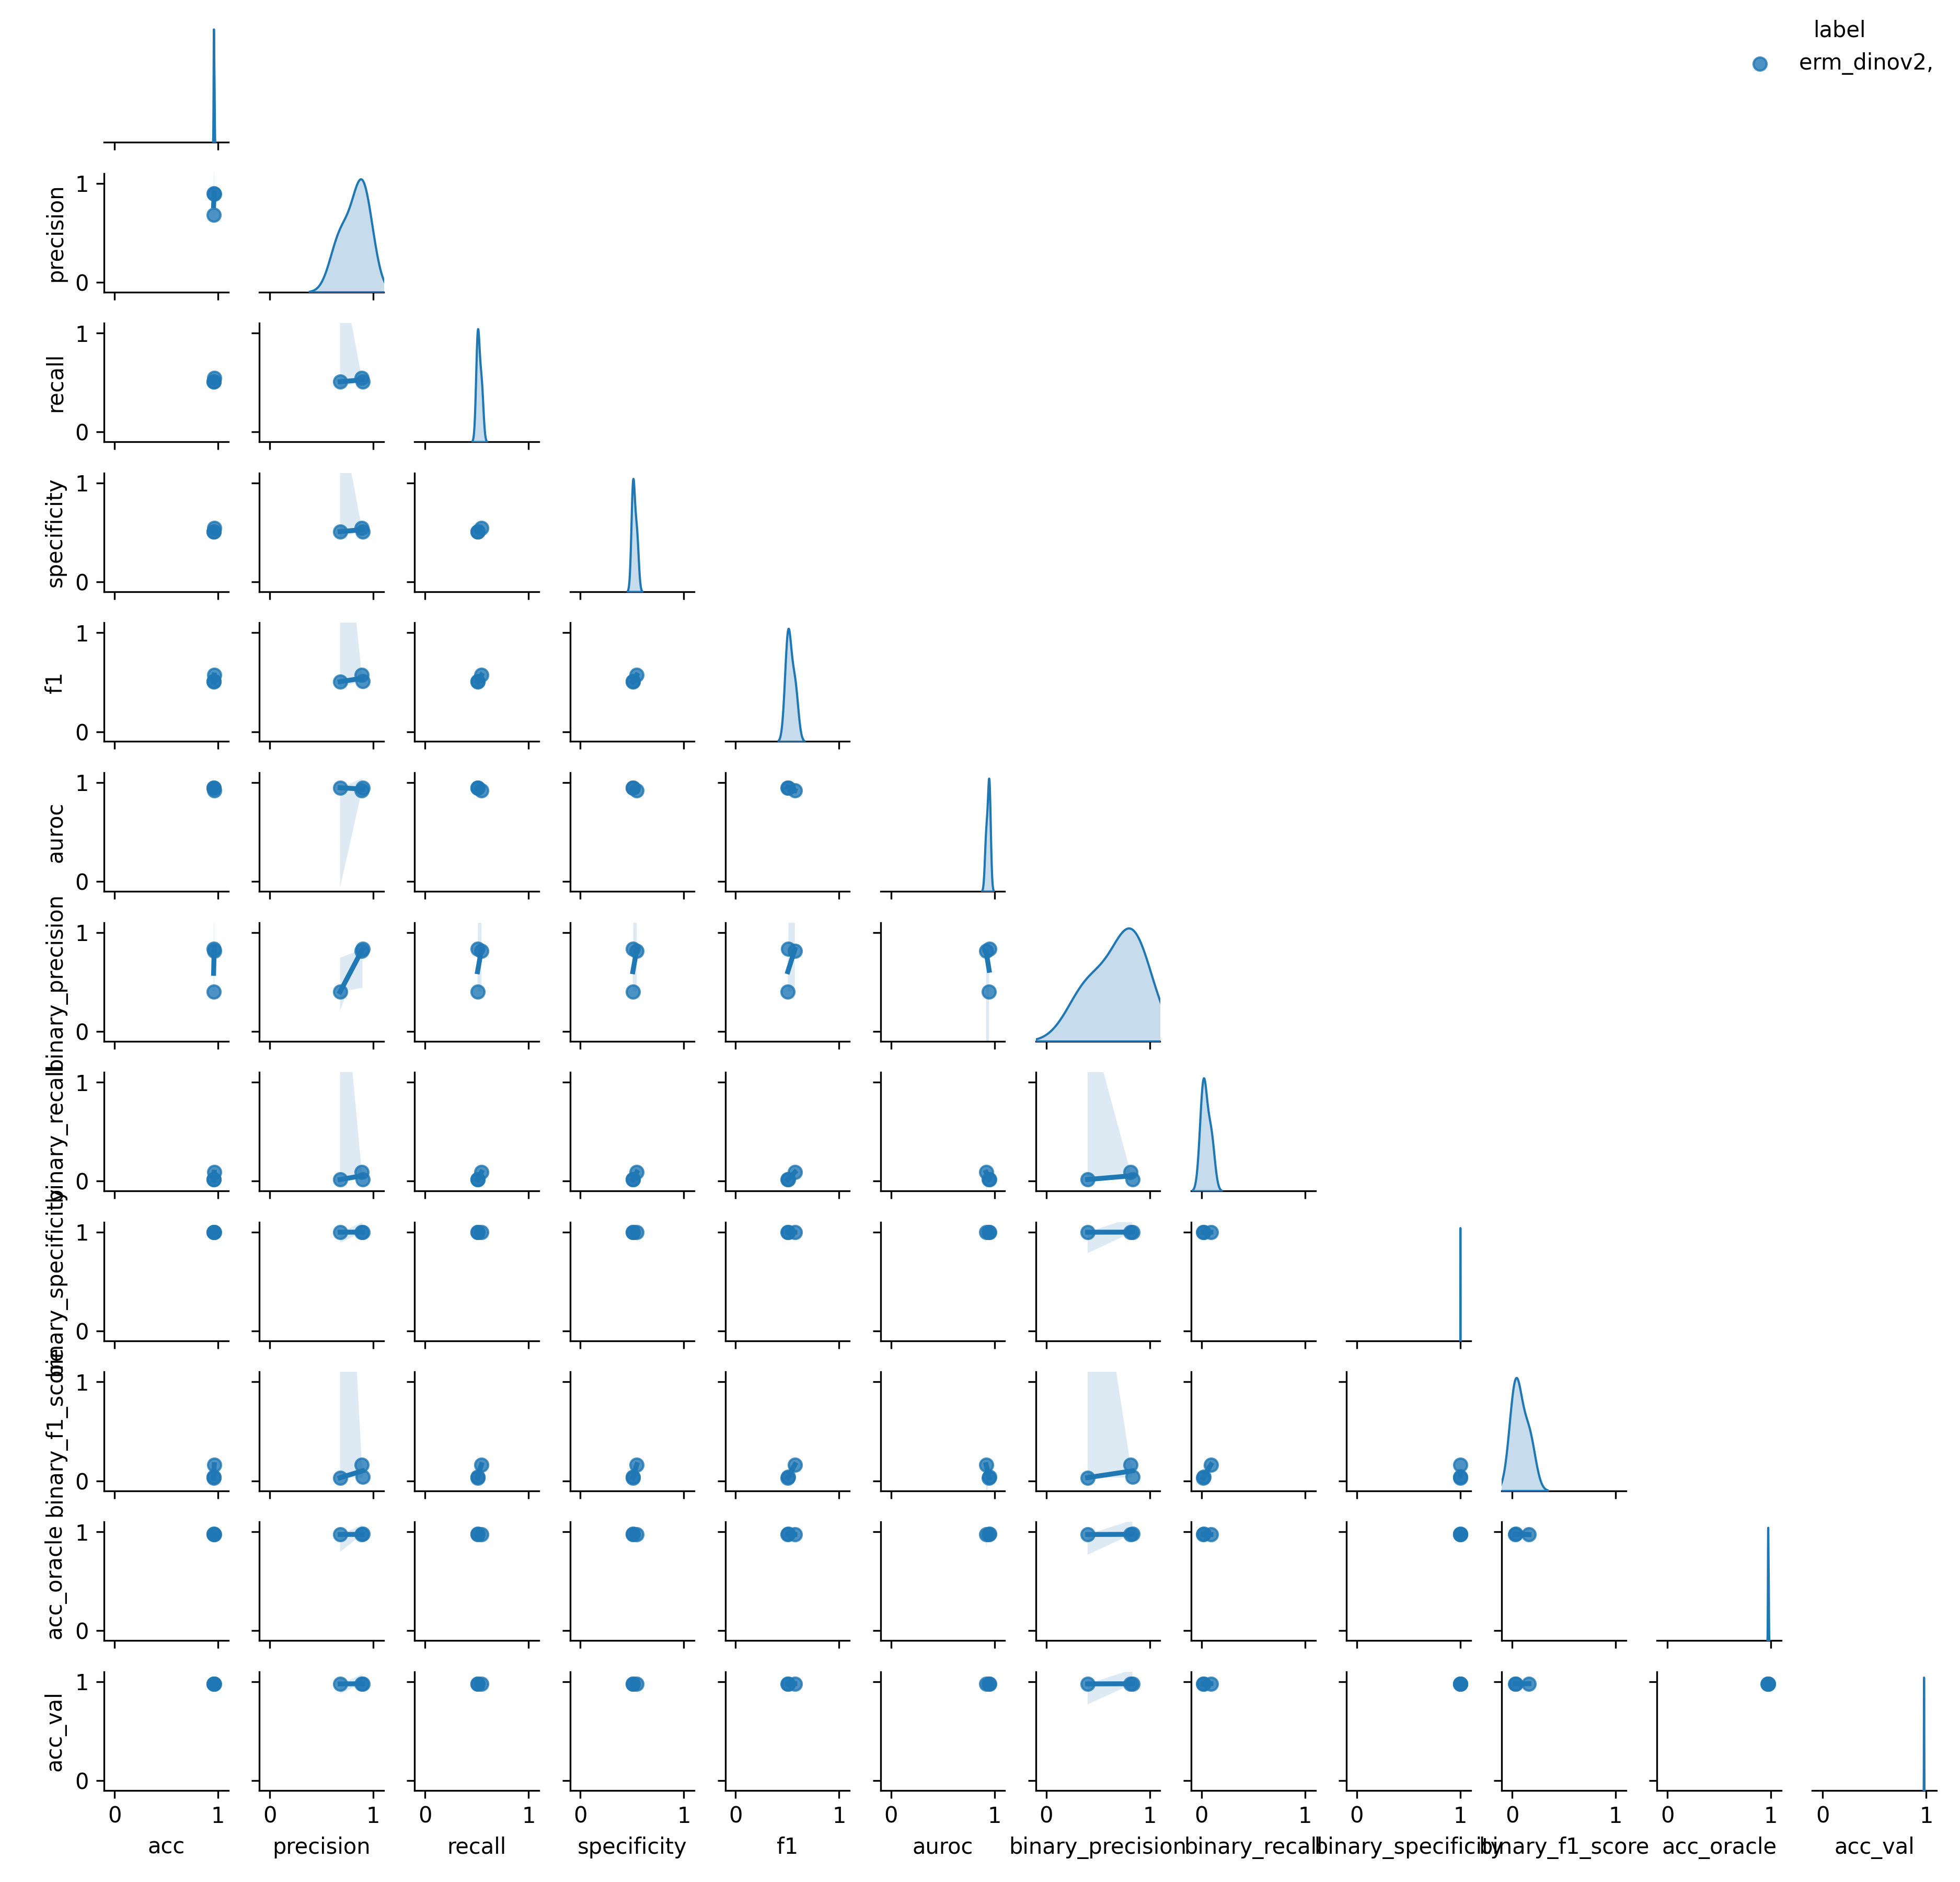 label
erm_dinov2,
1
0
precision
1
0
recall
1
0
specificity
1
0
f1
1
0
auroc
1
0
binary_precision
1
0
binary_recall
1
0
binary_specificity
1
0
binary_f1_score
1
0
acc_oracle
1
0
acc_val
0 1 0 1 0 1 0 1 0 1 0 1 0 1 0 1 0 1 0 1 0 1 0 1
acc precision recall specificity f1 auroc binary_precision binary_recall binary_specificity binary_f1_score acc_oracle acc_val